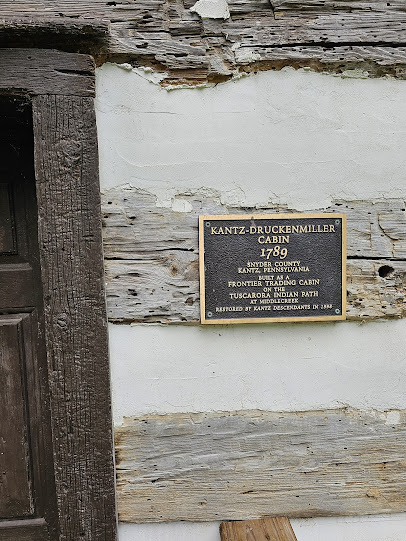 KANTZ-DRUCKENMILLER
CABIN
1789
SNYDER COUNTY
KANTZ, PENNSYLVANIA
BUILT AS A
FRONTIER TRADING CABIN
ON THE
TUSCARORA INDIAN PATH
AT MIDDLECREEK
RESTORED BY KANTZ DESCENDANTS IN 1988